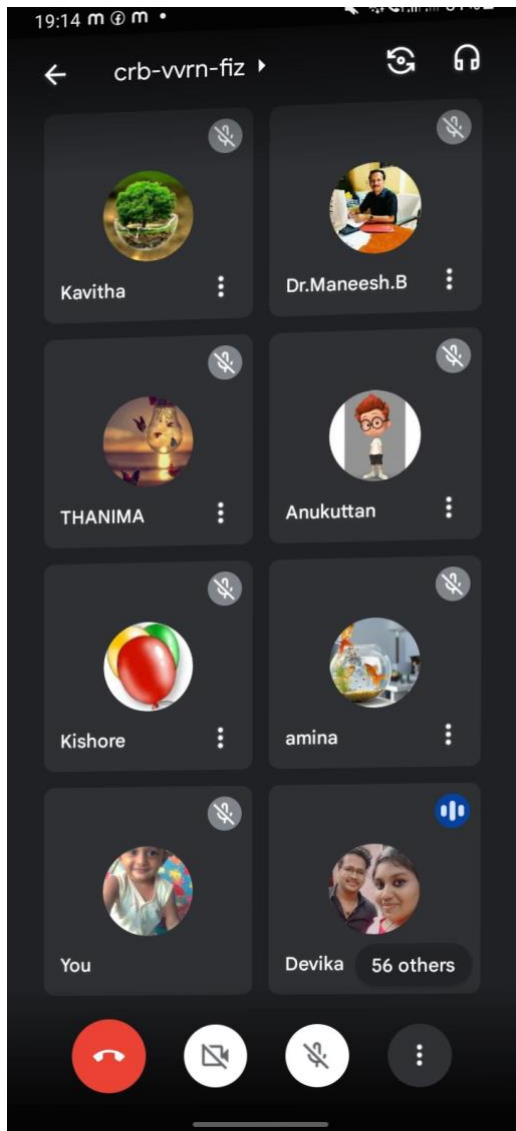 19:14 m m •
crb-vvrn-fiz
Kavitha
Dr.Maneesh.B
THANIMA
Anukuttan
Kishore
amina
You
Devika
56 others